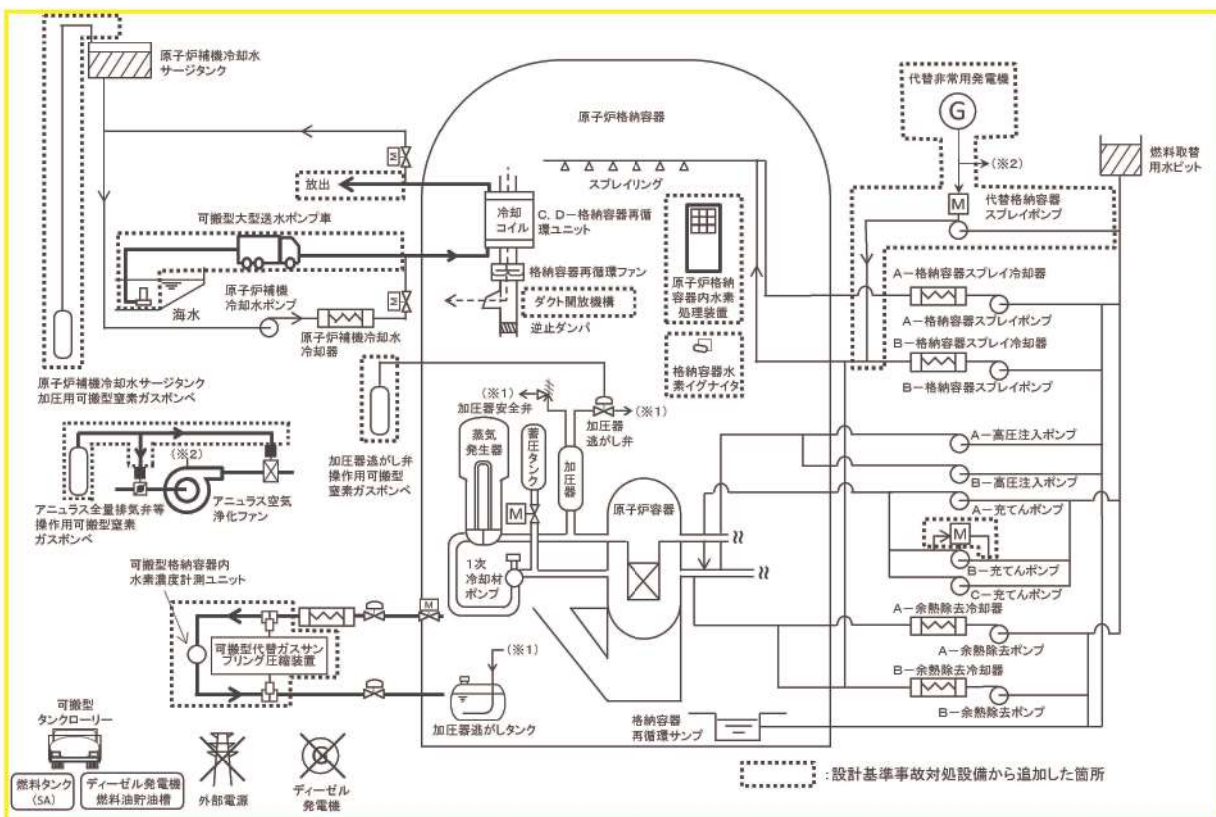 原子炉補機冷却水
サージタンク
代替非常用発電機
G
(※2)
燃料取替
用水ピット
原子炉格納容器
M
スプレイリング
放出
M
代替格納容器
スプレイポンプ
可搬型大型送水ポンプ車
冷却
コイル
C, D-格納容器再循
環ユニット
格納容器再循環ファン
原子炉格納
容器内水素
処理装置
A-格納容器スプレイ冷却器
A-格納容器スプレイポンプ
原子炉補機
冷却水ポンプ
海水
M
ダクト開放機構
逆止ダンパ
原子炉補機冷却水
冷却器
B-格納容器スプレイ冷却器
B-格納容器スプレイポンプ
格納容器水
素イグナイタ
原子炉補機冷却水サージタンク
加圧用可搬型窒素ガスボンベ
(※1)
加圧器安全弁
(※1)
加圧器
逃がし弁
蒸気
発生器
蓄圧タンク
加圧器
A-高圧注入ポンプ
B-高圧注入ポンプ
(※2)
アニュラス空気
浄化ファン
アニュラス全量排気弁等
操作用可搬型窒素
ガスボンベ
加圧器逃がし弁
操作用可搬型
窒素ガスボンベ
M
原子炉容器
A-充てんポンプ
M
B-充てんポンプ
C-充てんポンプ
1次
冷却材
ポンプ
可搬型格納容器内
水素濃度計測ユニット
M
A-余熱除去冷却器
A-余熱除去ポンプ
可搬型代替ガスサン
プリング圧縮装置
(※1)
B-余熱除去冷却器
B-余熱除去ポンプ
加圧器逃がしタンク
格納容器
再循環サンプ
可搬型
タンクローリー
燃料タンク
(SA)
ディーゼル発電機
燃料油貯油槽
外部電源
ディーゼル
発電機
:設計基準事故対処設備から追加した箇所